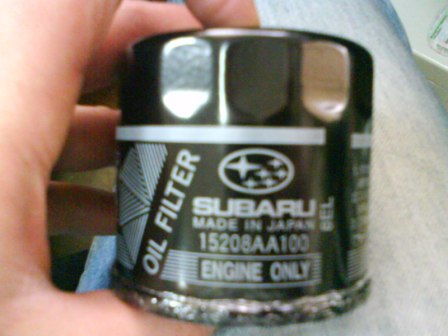 OIL FILTER
SUBARU
MADE IN JAPAN
15208AA100
ENGINE ONLY